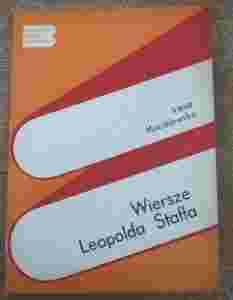 Irena
Maciejewska
Wiersze
Leopolda Staffa